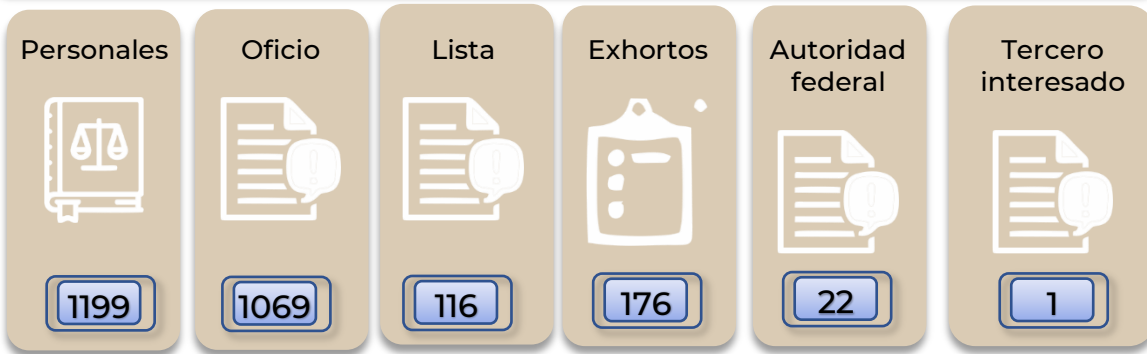 Personales
1199
Oficio
1069
Lista
116
Exhortos
176
Autoridad
federal
22
Tercero
interesado
1